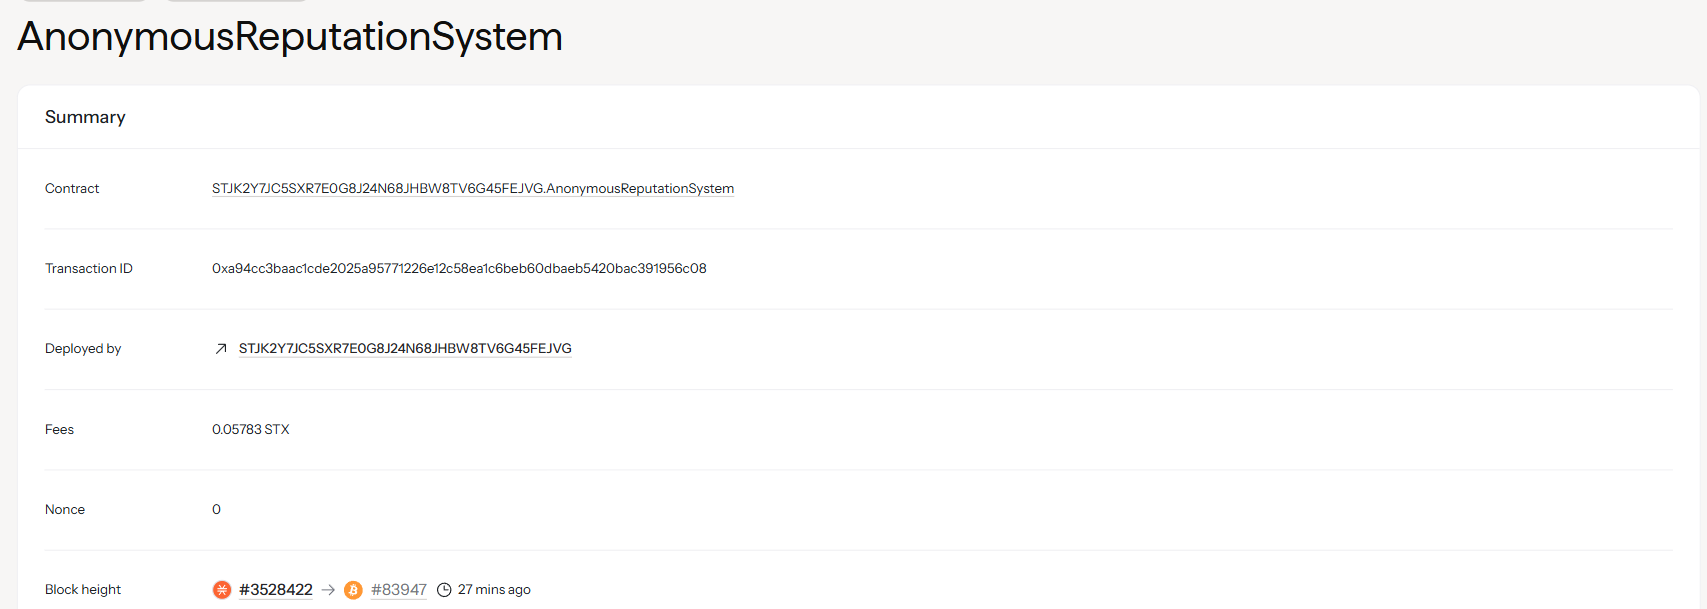 AnonymousReputationSystem
Summary
Contract STJK2Y7JC5SXR7E0G8J24N68JHBW8TV6G45FEJVG.AnonymousReputationSystem
Transaction ID 0xa94cc3baac1cde2025a95771226e12c58ea1c6beb60dbaeb5420bac391956c08
Deployed by STJK2Y7JC5SXR7E0G8J24N68JHBW8TV6G45FEJVG
Fees 0.05783 STX
Nonce 0
Block height #3528422 → #83947 27 mins ago